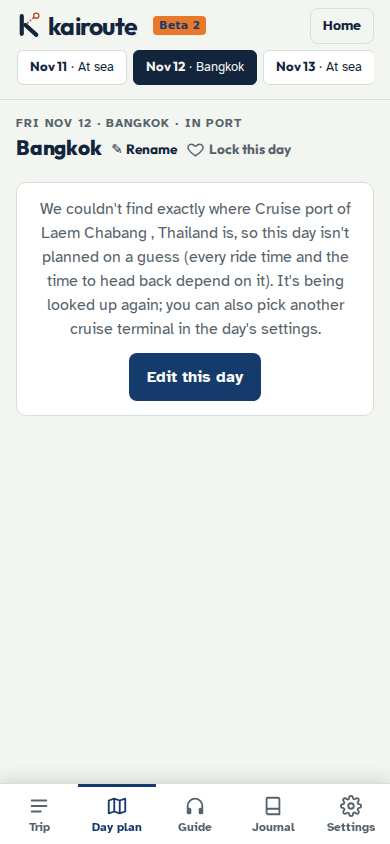 kairoute
Beta 2
Home
Nov 11 · At sea
Nov 12 · Bangkok
Nov 13 · At sea
FRI NOV 12 · BANGKOK · IN PORT
Bangkok ✎ Rename ♡ Lock this day
We couldn't find exactly where Cruise port of
Laem Chabang , Thailand is, so this day isn't
planned on a guess (every ride time and the
time to head back depend on it). It's being
looked up again; you can also pick another
cruise terminal in the day's settings.
Edit this day
Trip
Day plan
Guide
Journal
Settings